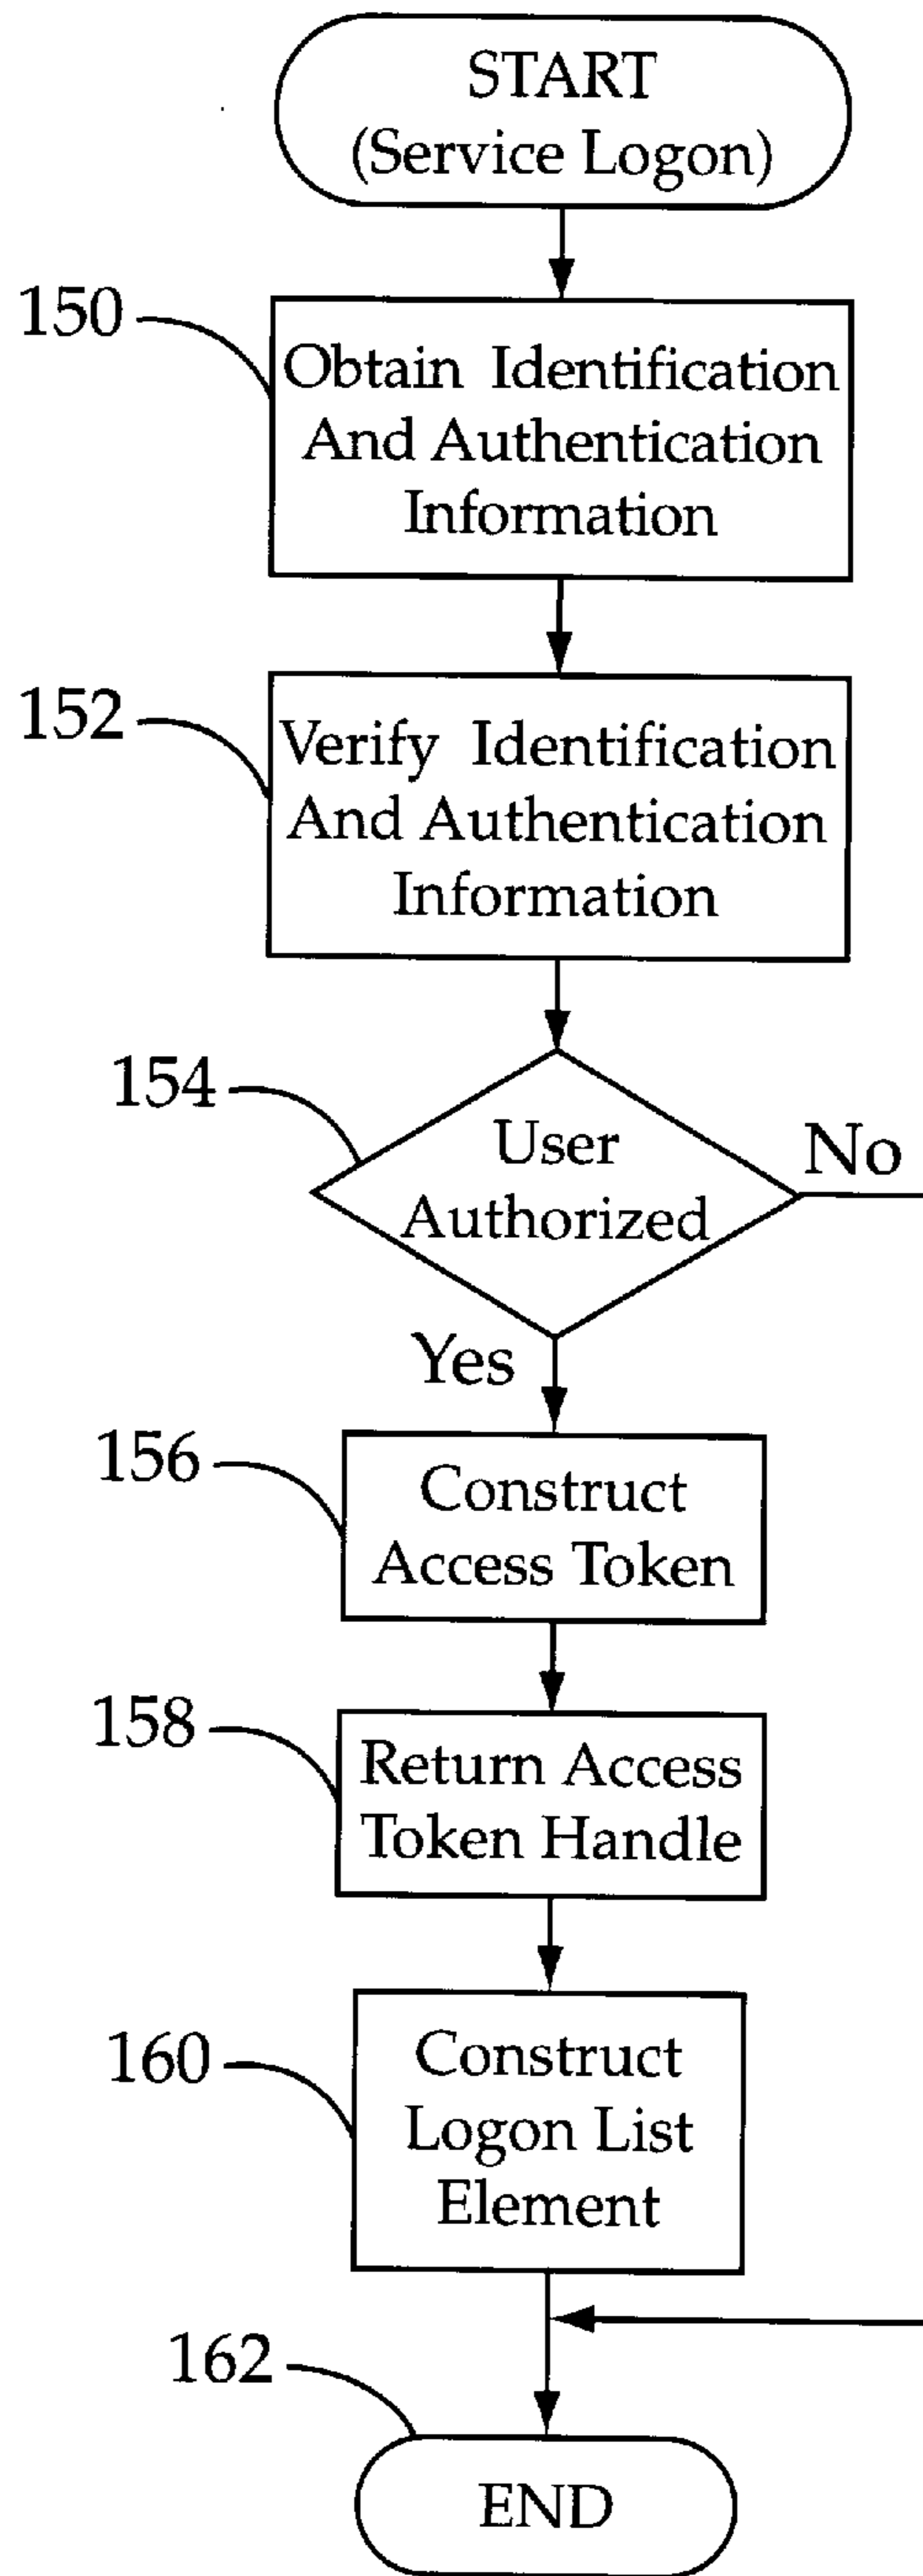 START
(Service Logon)
150
Obtain Identification
And Authentication
Information
152
Verify Identification
And Authentication
Information
154
User
Authorized
No
Yes
156
Construct
Access Token
158
Return Access
Token Handle
160
Construct
Logon List
Element
162
END